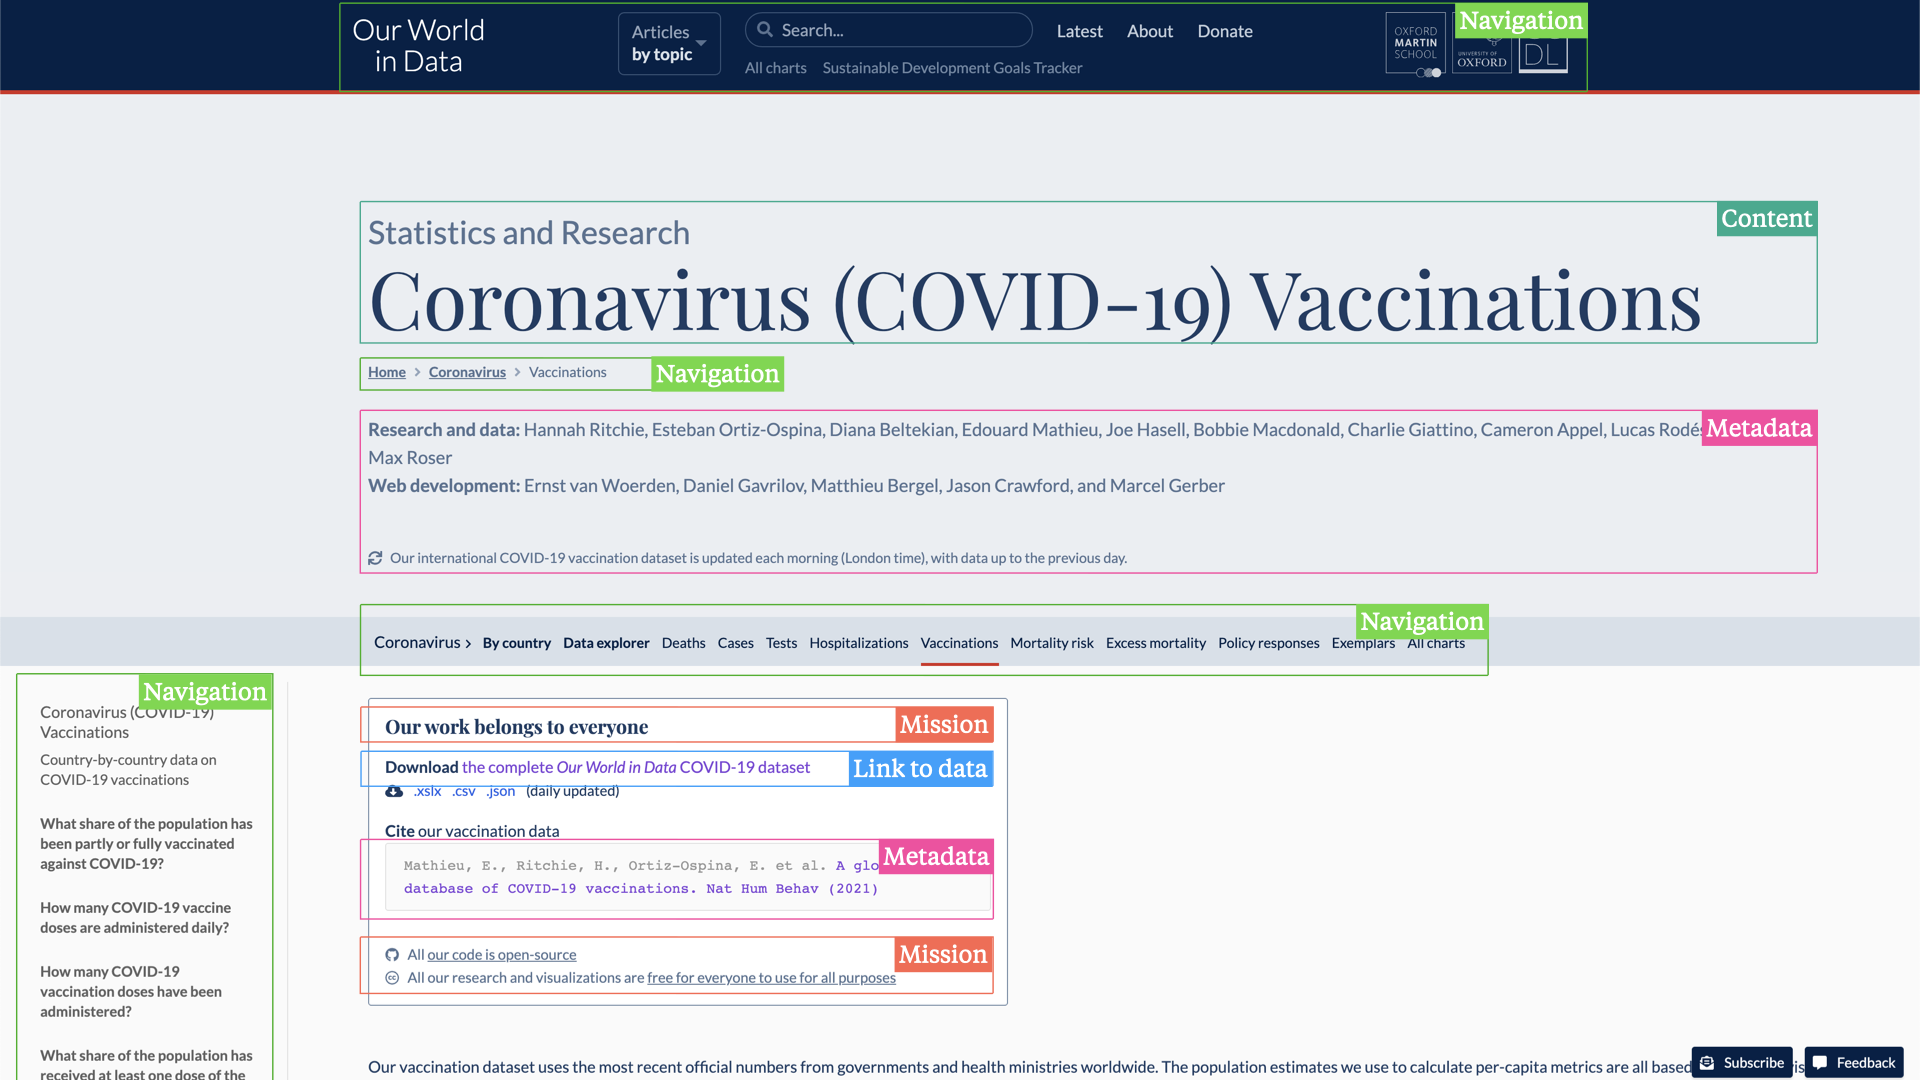 Our World
in Data
Articles
by topic
Search...
Latest
About
Donate
All charts
Sustainable Development Goals Tracker
OXFORD
MARTIN
SCHOOL
UNIVERSITY OF
OXFORD
DL
Navigation
Content
Statistics and Research
Coronavirus (COVID-19) Vaccinations
Home > Coronavirus > Vaccinations
Navigation
Research and data: Hannah Ritchie, Esteban Ortiz-Ospina, Diana Beltekian, Edouard Mathieu, Joe Hasell, Bobbie Macdonald, Charlie Giattino, Cameron Appel, Lucas
Metadata
Max Roser
Web development: Ernst van Woerden, Daniel Gavrilov, Matthieu Bergel, Jason Crawford, and Marcel Gerber
Our international COVID-19 vaccination dataset is updated each morning (London time), with data up to the previous day.
Navigation
Coronavirus > By country Data explorer Deaths Cases Tests Hospitalizations Vaccinations Mortality risk Excess mortality Policy responses Exemplars All charts
Navigation
Coronavirus (COVID-19)
Vaccinations
Country-by-country data on
COVID-19 vaccinations
What share of the population has
been partly or fully vaccinated
against COVID-19?
How many COVID-19 vaccine
doses are administered daily?
How many COVID-19
vaccination doses have been
administered?
What share of the population has
received at least one dose of the
Our work belongs to everyone
Mission
Download the complete Our World in Data COVID-19 dataset
Link to data
.xslx .csv .json (daily updated)
Cite our vaccination data
Metadata
Mathieu, E., Ritchie, H., Ortiz-Ospina, E. et al. A
database of COVID-19 vaccinations. Nat Hum Behav (2021)
Mission
All our code is open-source
cc
All our research and visualizations are free for everyone to use for all purposes
Our vaccination dataset uses the most recent official numbers from governments and health ministries worldwide. The population estimates we use to calculate per-capita metrics are all based
Subscribe
Feedback